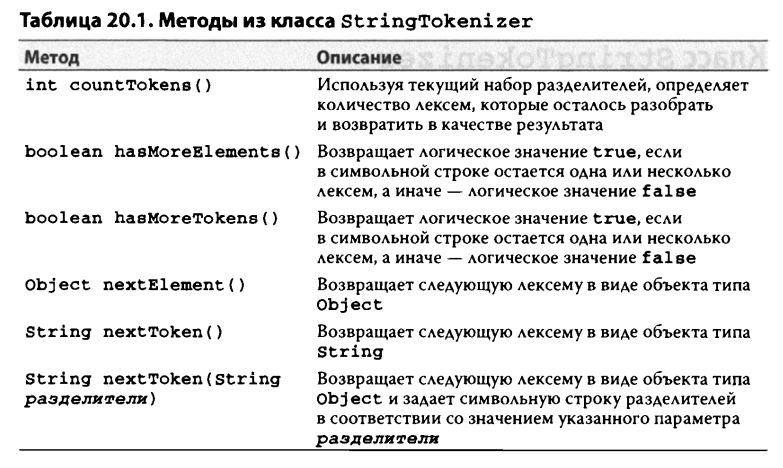 Таблица 20.1. Методы из класса StringTokenizer
Метод Описание
int countTokens() Используя текущий набор разделителей, определяет
количество лексем, которые осталось разобрать
и возвратить в качестве результата
boolean hasMoreElements() Возвращает логическое значение true, если
в символьной строке остается одна или несколько
лексем, а иначе — логическое значение false
boolean hasMoreTokens() Возвращает логическое значение true, если
в символьной строке остается одна или несколько
лексем, а иначе — логическое значение false
Object nextElement() Возвращает следующую лексему в виде объекта типа
Object
String nextToken() Возвращает следующую лексему в виде объекта типа
String
String nextToken(String Возвращает следующую лексему в виде объекта типа
разделители) Object и задает символьную строку разделителей
в соответствии со значением указанного параметра
разделители